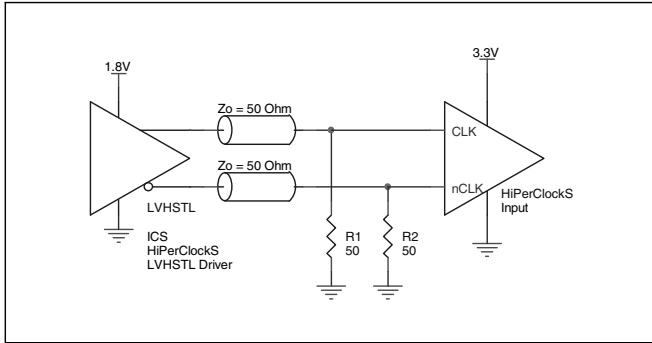 1.8V
3.3V
Zo = 50 Ohm
CLK
Zo = 50 Ohm
nCLK
HiPerClockS
Input
LVHSTL
ICS
HiPerClockS
LVHSTL Driver
R1
50
R2
50